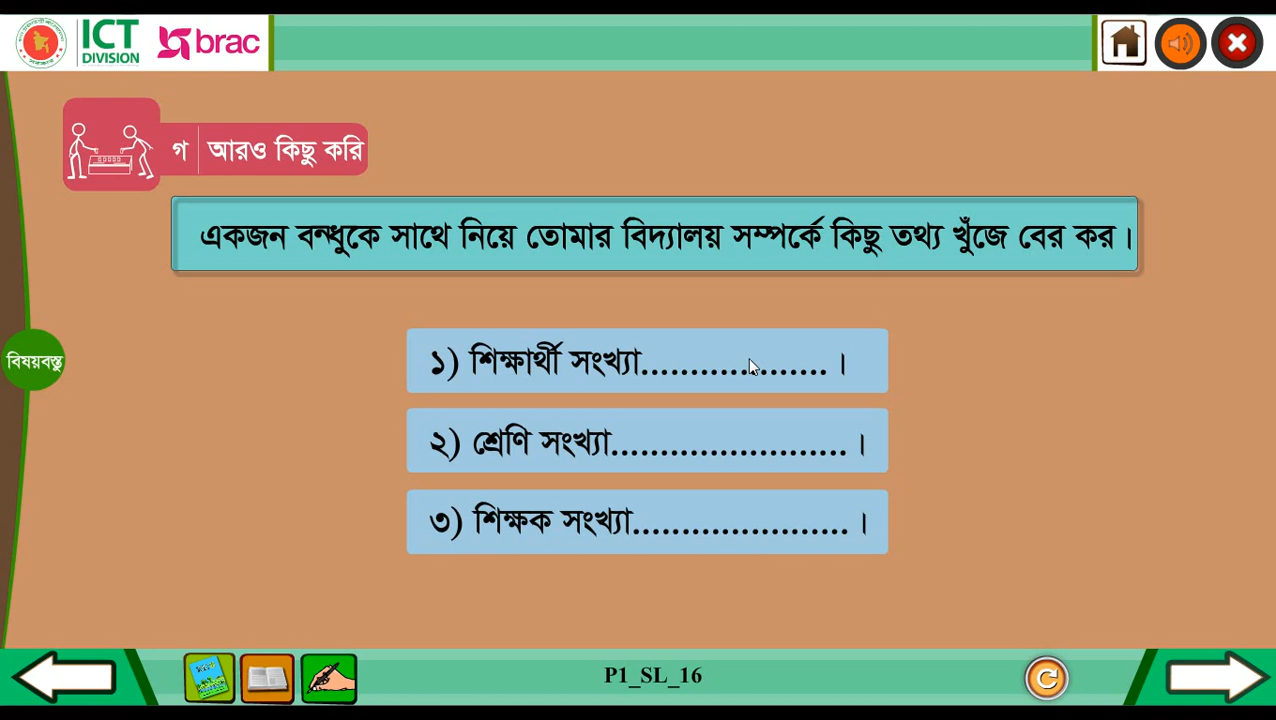 ICT
DIVISION
brac
গ
আরও কিছু করি
একজন বন্ধুকে সাথে নিয়ে তোমার বিদ্যালয় সম্পর্কে কিছু তথ্য খুঁজে বের কর।
বিষয়বস্তু
১) শিক্ষার্থী সংখ্যা...................।
২) শ্রেণি সংখ্যা........................।
৩) শিক্ষক সংখ্যা......................।
P1_SL_16